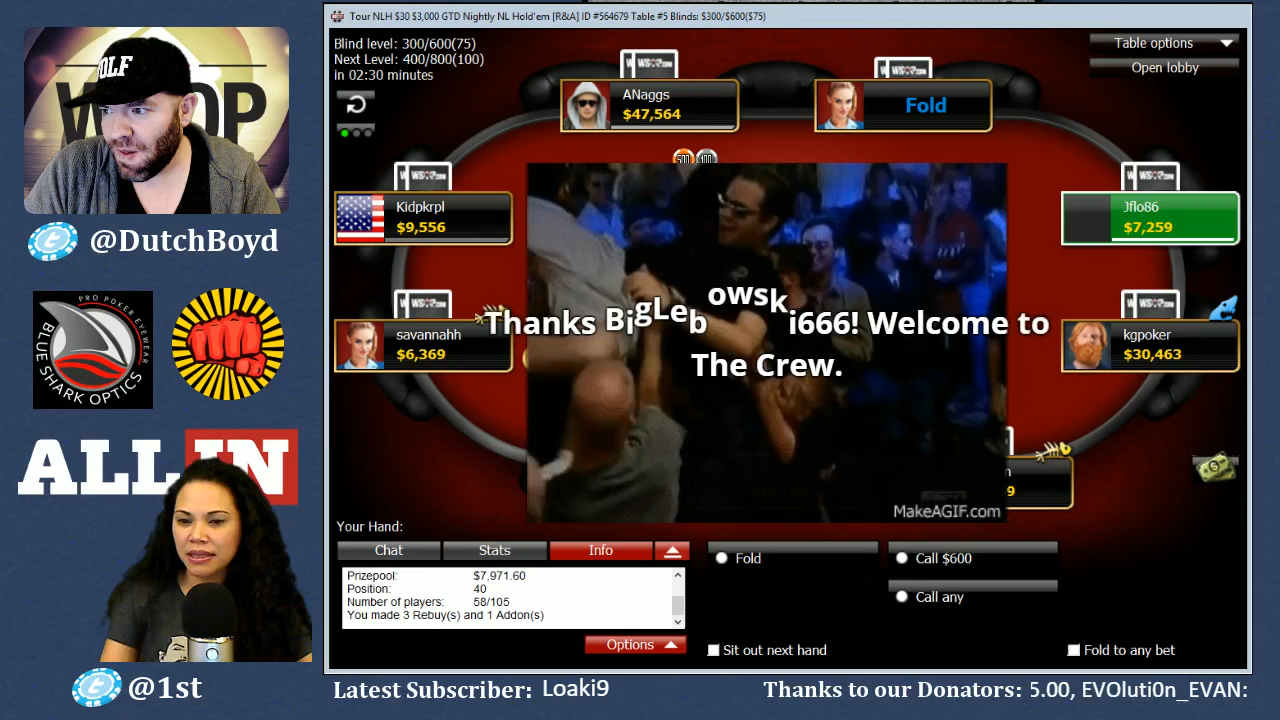 Tour NLH $30 $3,000 GTD Nightly NL Hold'em [R&A] ID #564679 Table #5 Blinds: $300/$600($75)
Blind level: 300/600(75)
Next Level: 400/800(100)
in 02:30 minutes
Table options
Open lobby
WOLF
ANaggs
$47,564
Fold
500 100
Kidpkrpl
$9,556
Jflo86
$7,259
@DutchBoyd
savannahh
$6,369
kgpoker
$30,463
Thanks BigLebowski666! Welcome to
The Crew.
PRO POKER EYEWEAR
BLUE SHARK OPTICS
ALL IN
n
9
MakeAGIF.com
Your Hand:
Chat
Stats
Info
Fold
Call $600
Call any
Prizepool: $7,971.60
Position: 40
Number of players: 58/105
You made 3 Rebuy(s) and 1 Addon(s)
Options
Sit out next hand
Fold to any bet
@1st
Latest Subscriber: Loaki9
Thanks to our Donators: 5.00, EVOluti0n_EVAN: